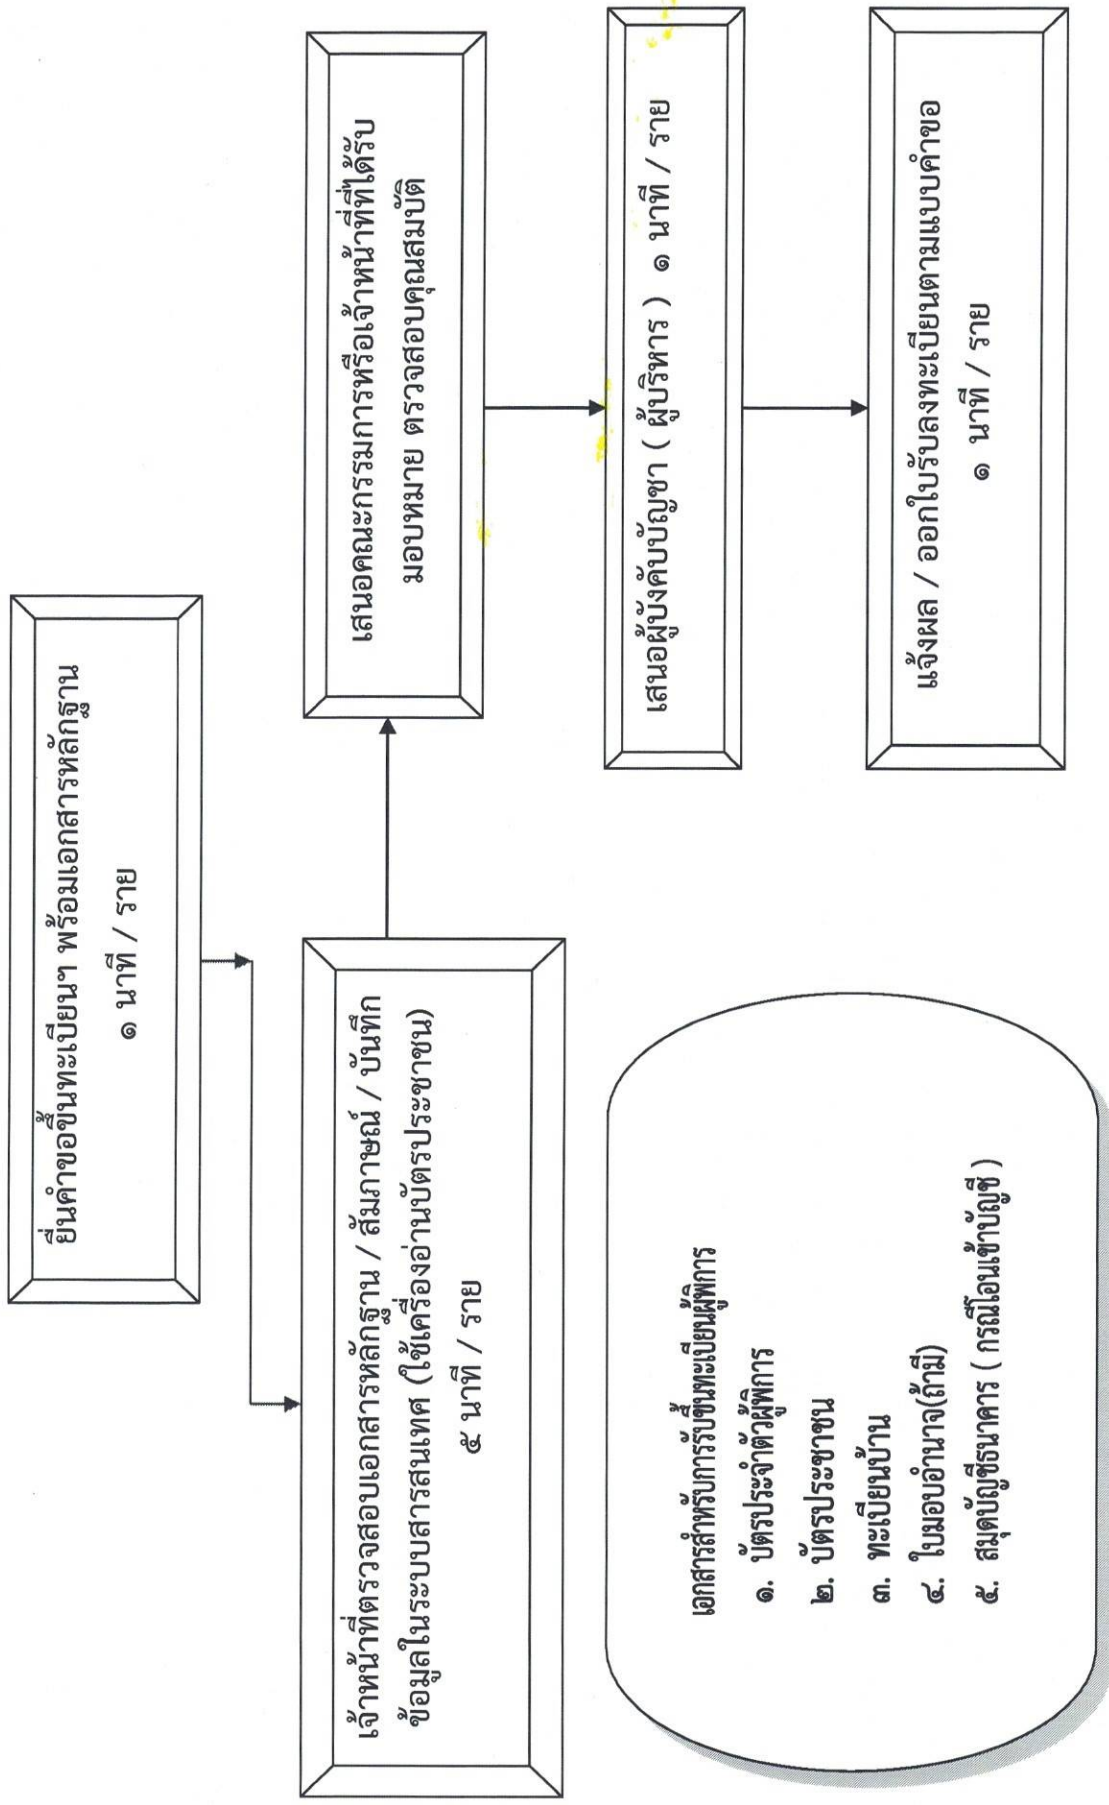 ยื่นคำขอขึ้นทะเบียนฯ พร้อมเอกสารหลักฐาน
๑ นาที / ราย
เจ้าหน้าที่ตรวจสอบเอกสารหลักฐาน / สัมภาษณ์ / บันทึก
ข้อมูลในระบบสารสนเทศ (ใช้เครื่องอ่านบัตรประชาชน)
๕ นาที / ราย
เสนอคณะกรรมการหรือเจ้าหน้าที่ที่ได้รับ
มอบหมาย ตรวจสอบคุณสมบัติ
เสนอผู้บังคับบัญชา ( ผู้บริหาร ) ๑ นาที / ราย
แจ้งผล / ออกใบรับลงทะเบียนตามแบบคำขอ
๑ นาที / ราย
เอกสารสำหรับการรับขึ้นทะเบียนผู้พิการ
๑. บัตรประจำตัวผู้พิการ
๒. บัตรประชาชน
๓. ทะเบียนบ้าน
๔. ใบมอบอำนาจ(ถ้ามี)
๕. สมุดบัญชีธนาคาร ( กรณีโอนเข้าบัญชี )